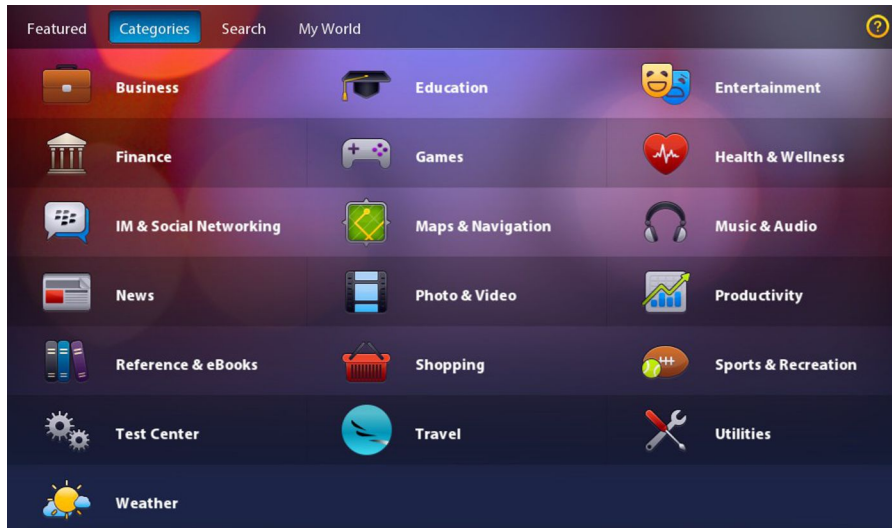 Featured Categories Search My World ?
Business Education Entertainment
Finance Games Health & Wellness
IM & Social Networking Maps & Navigation Music & Audio
News Photo & Video Productivity
Reference & eBooks Shopping Sports & Recreation
Test Center Travel Utilities
Weather